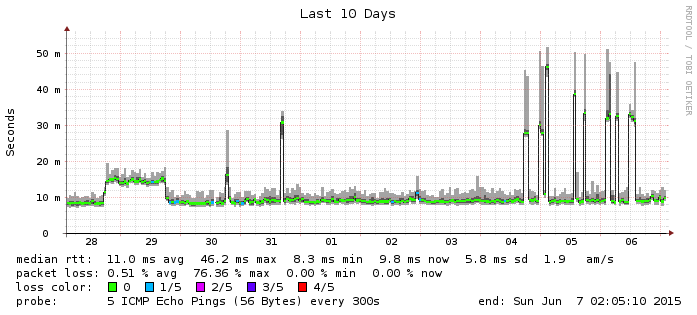 Last 10 Days
RRDTOOL / TOBI OETIKER
Seconds
50 m
40 m
30 m
20 m
10 m
0
28 29 30 31 01 02 03 04 05 06
median rtt: 11.0 ms avg 46.2 ms max 8.3 ms min 9.8 ms now 5.8 ms sd 1.9 am/s
packet loss: 0.51 % avg 76.36 % max 0.00 % min 0.00 % now
loss color: 0 1/5 2/5 3/5 4/5
probe: 5 ICMP Echo Pings (56 Bytes) every 300s end: Sun Jun 7 02:05:10 2015